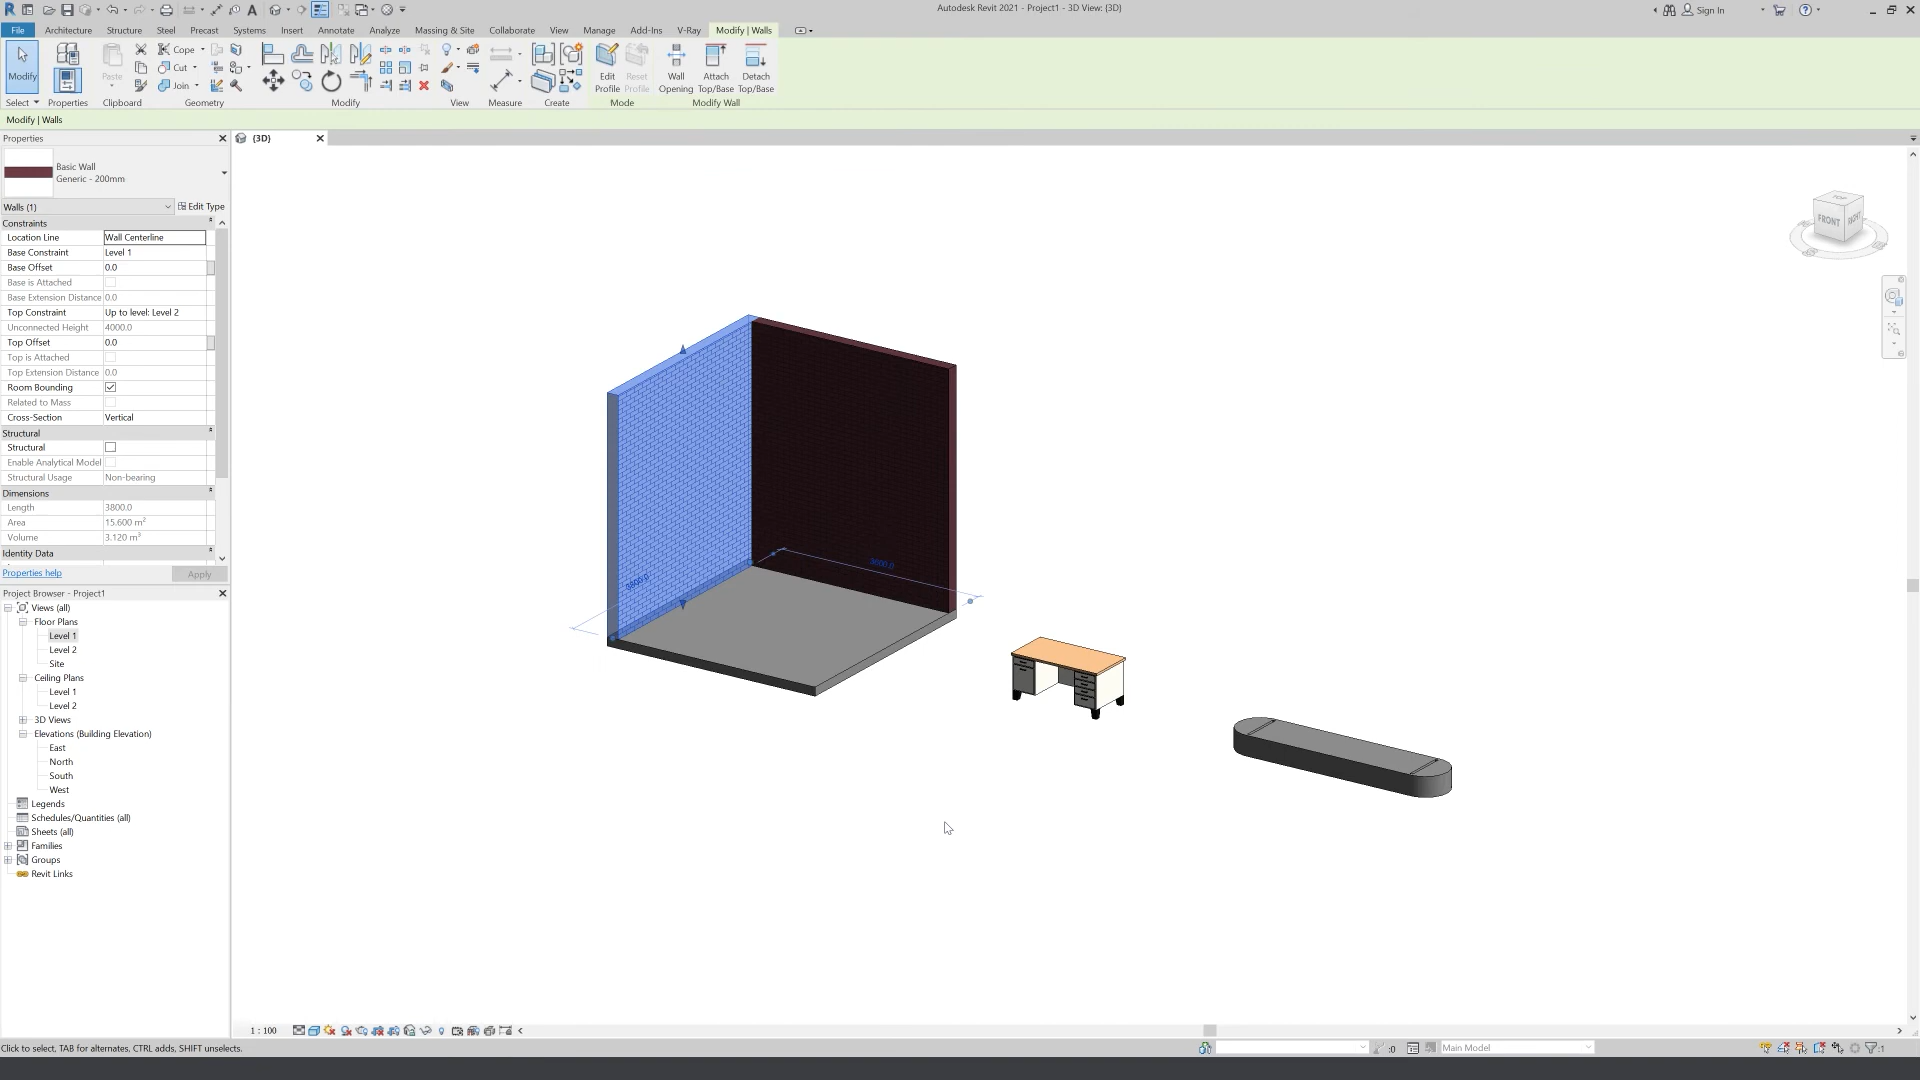 Autodesk Revit 2021 - Project1 - 3D View: {3D}
Sign In
File Architecture Structure Steel Precast Systems Insert Annotate Analyze Massing & Site Collaborate View Manage Add-Ins V-Ray Modify | Walls
Modify
Paste
Cope
Cut
Join
Edit Profile
Reset Profile
Wall Opening
Attach Top/Base
Detach Top/Base
Select Properties Clipboard Geometry Modify View Measure Create Mode Modify Wall
Modify | Walls
Properties
{3D}
Basic Wall
Generic - 200mm
Walls (1)
Edit Type
Constraints
Location Line Wall Centerline
Base Constraint Level 1
Base Offset 0.0
Base is Attached
Base Extension Distance 0.0
Top Constraint Up to level: Level 2
Unconnected Height 4000.0
Top Offset 0.0
Top is Attached
Top Extension Distance 0.0
Room Bounding
Related to Mass
Cross-Section Vertical
Structural
Structural
Enable Analytical Model
Structural Usage Non-bearing
Dimensions
Length 3800.0
Area 15.600 m²
Volume 3.120 m³
Identity Data
Properties help
Apply
Project Browser - Project1
Views (all)
Floor Plans
Level 1
Level 2
Site
Ceiling Plans
Level 1
Level 2
3D Views
Elevations (Building Elevation)
East
North
South
West
Legends
Schedules/Quantities (all)
Sheets (all)
Families
Groups
Revit Links
TOP
FRONT
RIGHT
3800.0
1 : 100
Click to select, TAB for alternates, CTRL adds, SHIFT unselects.
:0
Main Model
:1